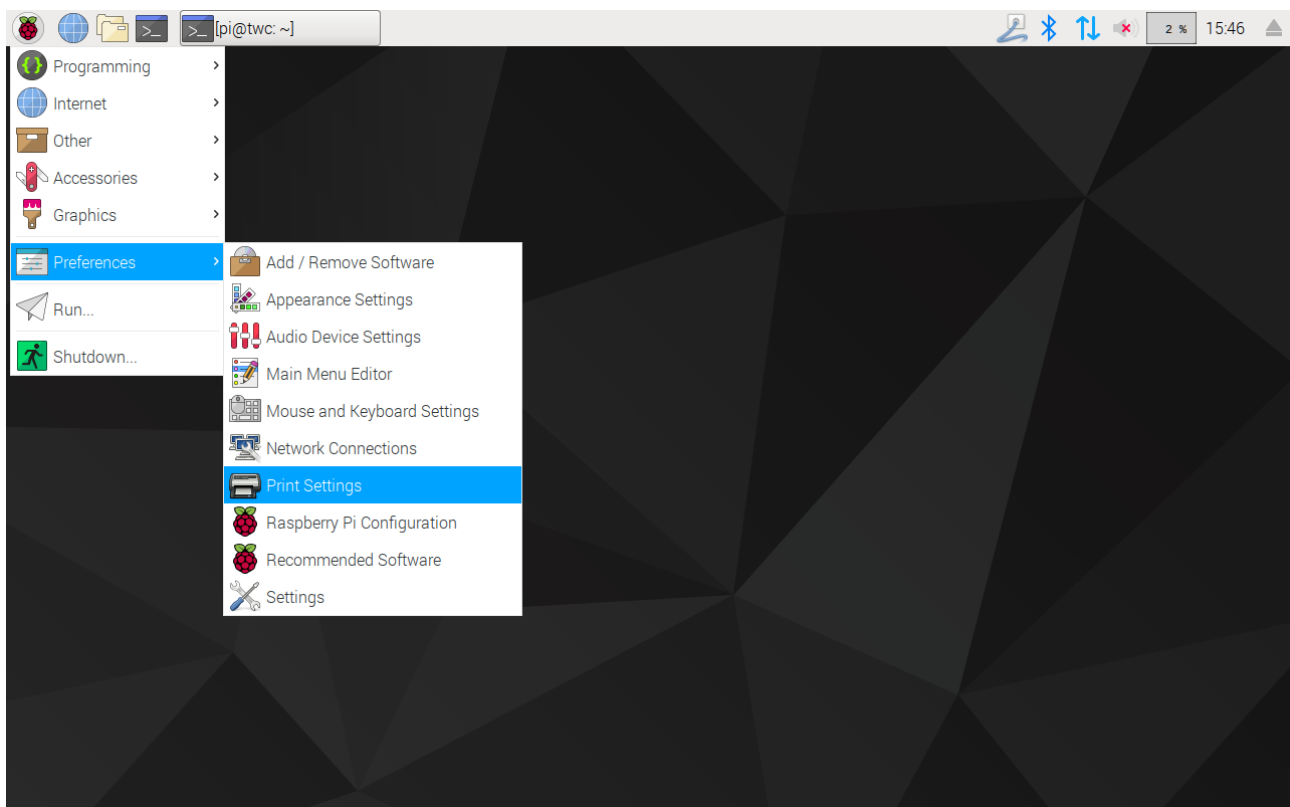 [pi@twc: ~]
2 %
15:46
Programming
Internet
Other
Accessories
Graphics
Preferences
Run...
Shutdown...
Add / Remove Software
Appearance Settings
Audio Device Settings
Main Menu Editor
Mouse and Keyboard Settings
Network Connections
Print Settings
Raspberry Pi Configuration
Recommended Software
Settings